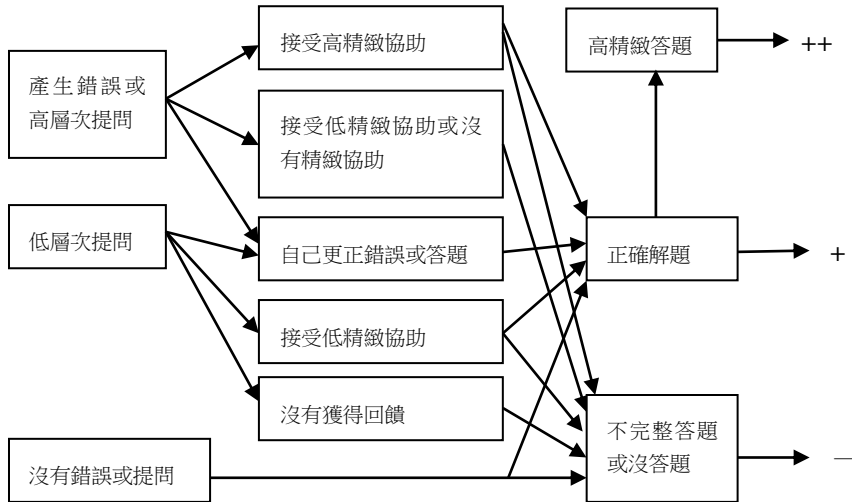 接受高精緻協助
高精緻答題
++
產生錯誤或
高層次提問
接受低精緻協助或沒
有精緻協助
低層次提問
自己更正錯誤或答題
正確解題
+
接受低精緻協助
沒有獲得回饋
不完整答題
或沒答題
—
沒有錯誤或提問